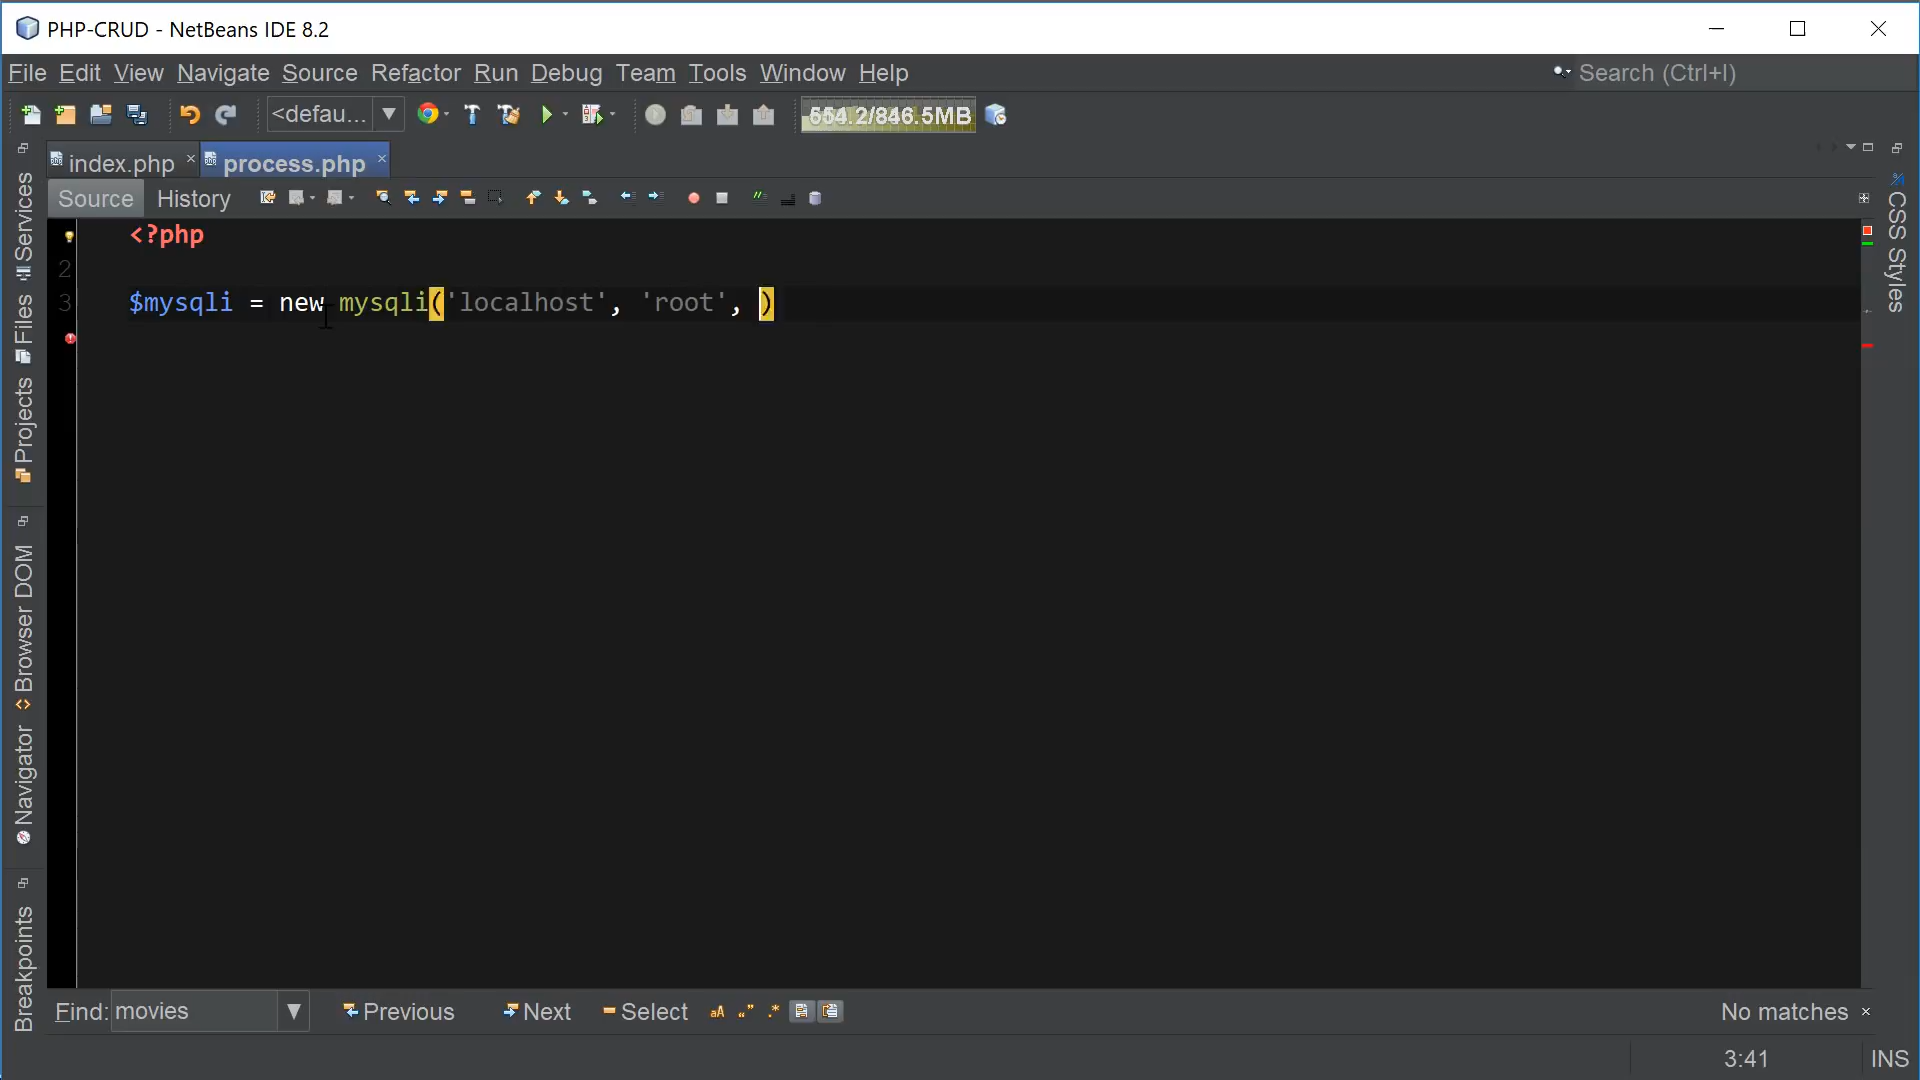 PHP-CRUD - NetBeans IDE 8.2
File Edit View Navigate Source Refactor Run Debug Team Tools Window Help
Search (Ctrl+I)
<defau...
554.2/846.5MB
index.php
process.php
Source History
<?php
2
3 $mysqli = new mysqli('localhost', 'root', )
Services
Files
Projects
Browser DOM
Navigator
Breakpoints
CSS Styles
Find: movies Previous Next Select
No matches
3:41 INS